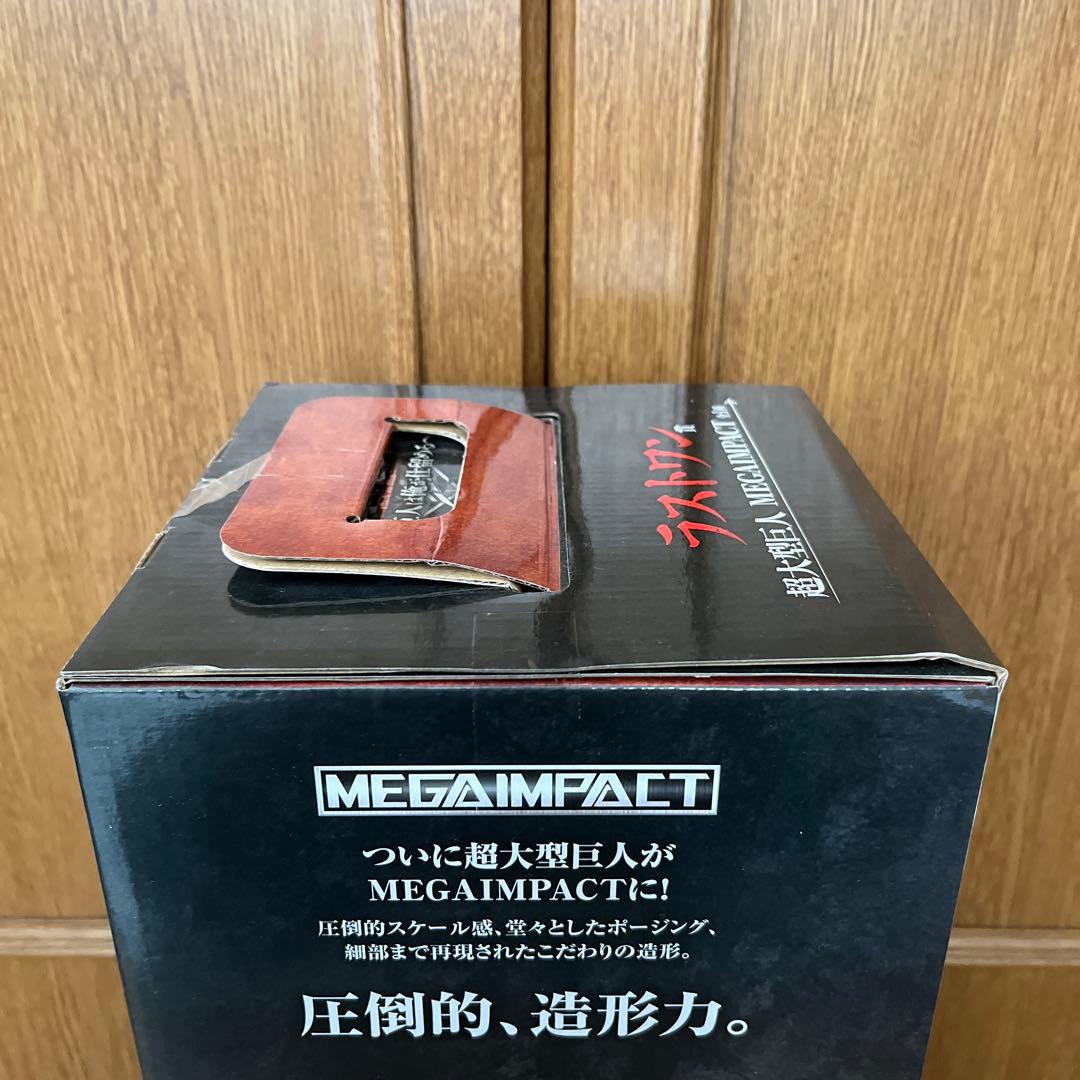 ラストワン賞
超大型巨人 MEGAIMPACT
MEGAIMPACT
ついに超大型巨人が
MEGAIMPACTに!
圧倒的スケール感、堂々としたポージング、
細部まで再現されたこだわりの造形。
圧倒的、造形力。